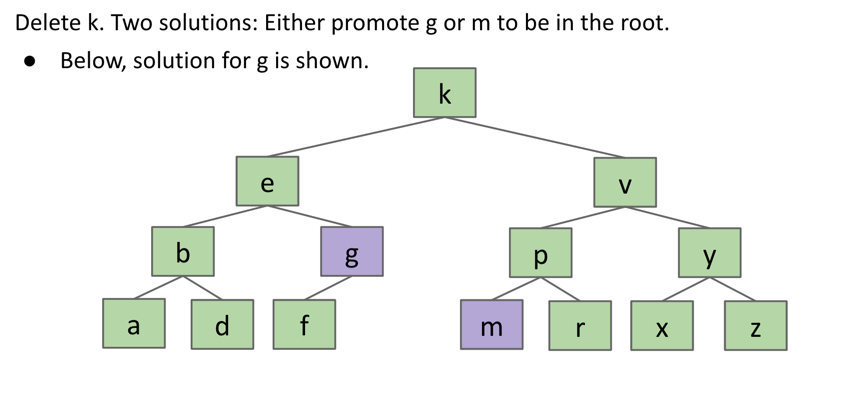 Delete k. Two solutions: Either promote g or m to be in the root.
● Below, solution for g is shown.
k
e v
b g p y
a d f m r x z